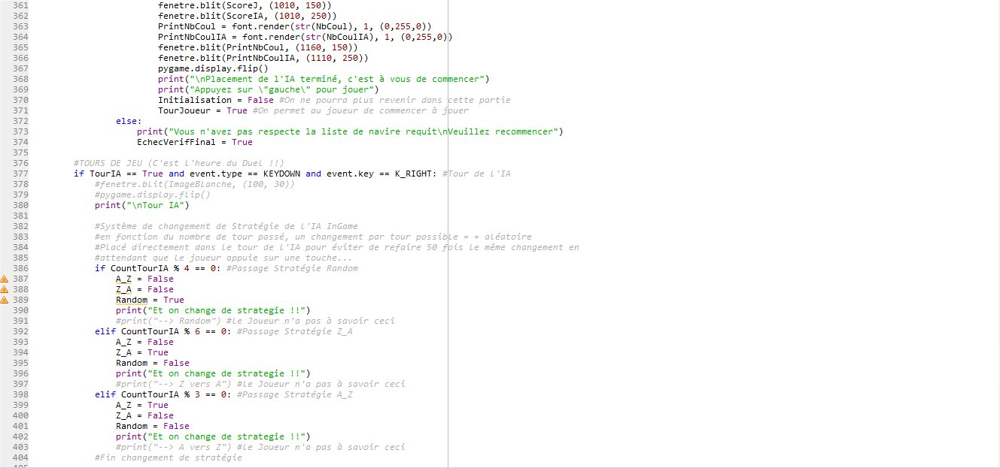 361 fenetre.blit(ScoreJ, (1010, 150))
362 fenetre.blit(ScoreIA, (1010, 250))
363 PrintNbCoul = font.render(str(NbCoul), 1, (0,255,0))
364 PrintNbCoulIA = font.render(str(NbCoulIA), 1, (0,255,0))
365 fenetre.blit(PrintNbCoul, (1160, 150))
366 fenetre.blit(PrintNbCoulIA, (1110, 250))
367 pygame.display.flip()
368 print("\nPlacement de l'IA terminé, c'est à vous de commencer")
369 print("Appuyez sur \"gauche\" pour jouer")
370 Initialisation = False #On ne pourra plus revenir dans cette partie
371 TourJoueur = True #On permet au joueur de commencer à jouer
372 else:
373 print("Vous n'avez pas respecte la liste de navire requit\nVeuillez recommencer")
374 EchecVerifFinal = True
375
376 #TOURS DE JEU (C'est l'heure du Duel !!)
377 if TourIA == True and event.type == KEYDOWN and event.key == K_RIGHT: #Tour de l'IA
378 #fenetre.blit(ImageBlanche, (100, 30))
379 #pygame.display.flip()
380 print("\nTour IA")
381
382 #Système de changement de Stratégie de l'IA InGame
383 #en fonction du nombre de tour passé, un changement par tour possible = + aléatoire
384 #Placé directement dans le tour de l'IA pour éviter de refaire 50 fois le même changement en
385 #attendant que le joueur appuie sur une touche...
386 if CountTourIA % 4 == 0: #Passage Stratégie Random
387 A_Z = False
388 Z_A = False
389 Random = True
390 print("Et on change de strategie !!")
391 #print("--> Random") #le Joueur n'a pas à savoir ceci
392 elif CountTourIA % 6 == 0: #Passage Stratégie Z_A
393 A_Z = False
394 Z_A = True
395 Random = False
396 print("Et on change de strategie !!")
397 #print("--> Z vers A") #le Joueur n'a pas à savoir ceci
398 elif CountTourIA % 3 == 0: #Passage Stratégie A_Z
399 A_Z = True
400 Z_A = False
401 Random = False
402 print("Et on change de strategie !!")
403 #print("--> A vers Z") #le Joueur n'a pas à savoir ceci
404 #Fin changement de stratégie